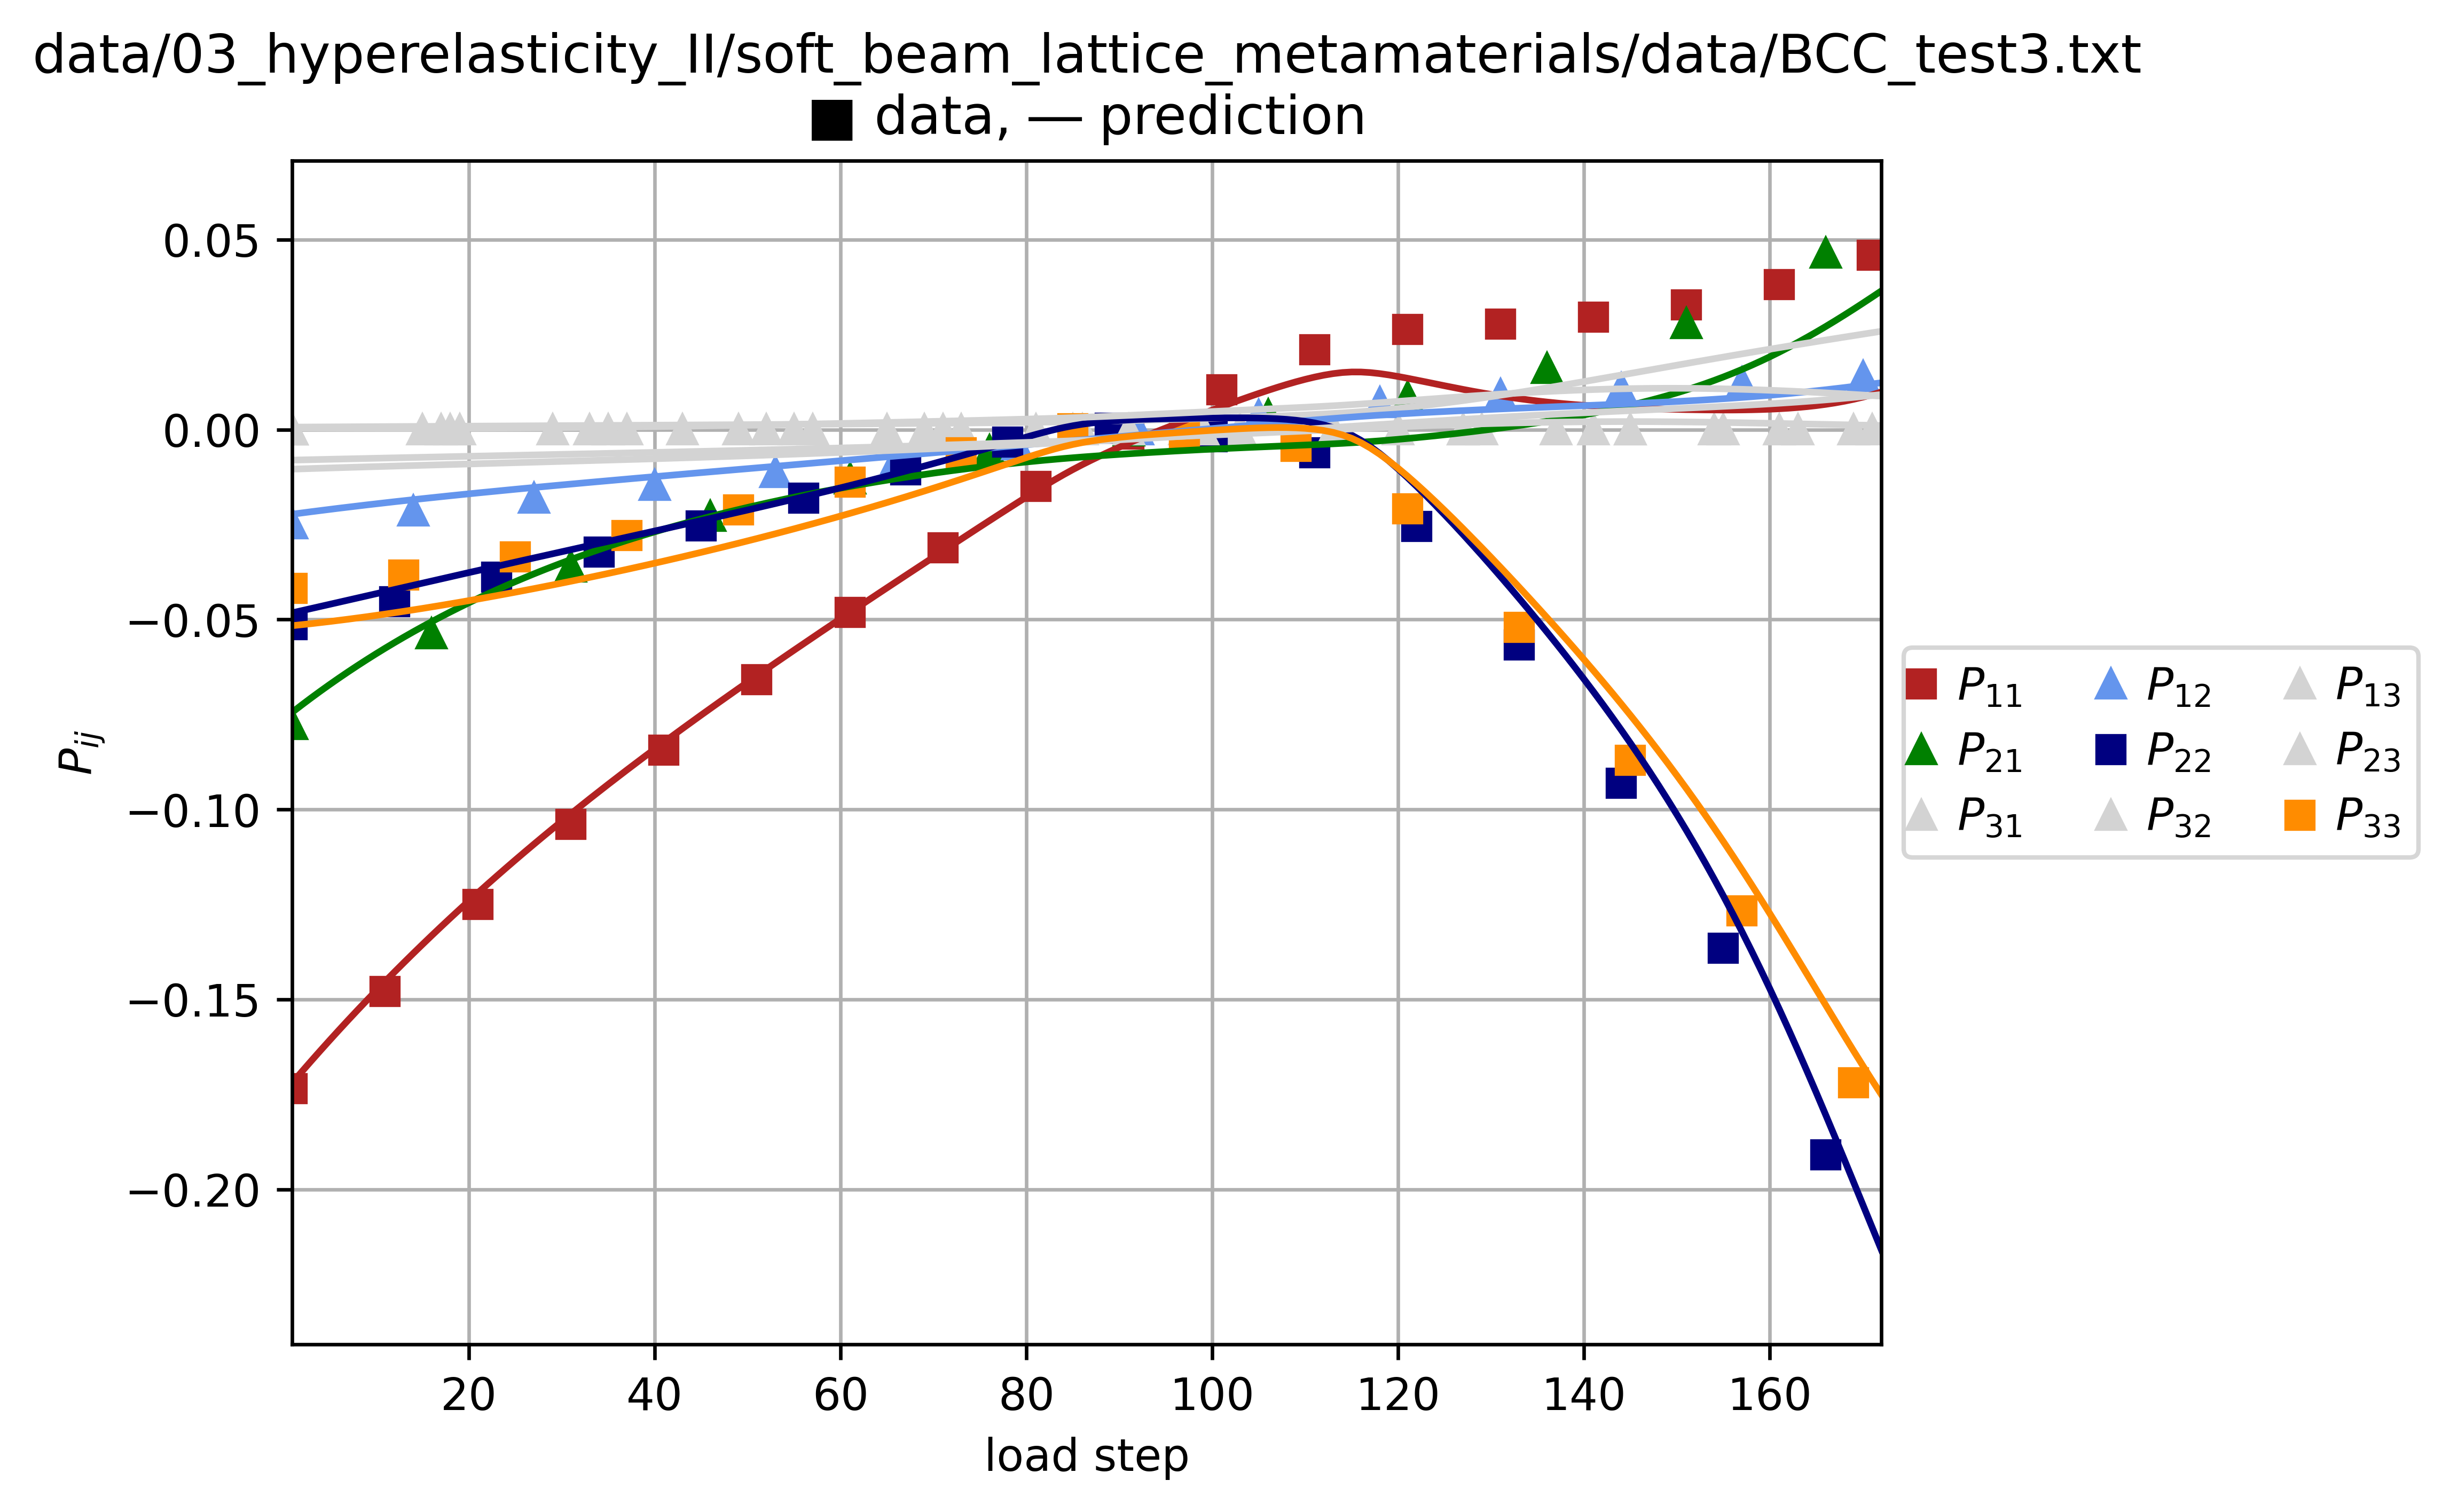 data/03_hyperelasticity_II/soft_beam_lattice_metamaterials/data/BCC_test3.txt
■ data, — prediction
0.05
0.00
−0.05
−0.10
−0.15
−0.20
P_ij
20 40 60 80 100 120 140 160
load step
P_11 P_12 P_13
P_21 P_22 P_23
P_31 P_32 P_33